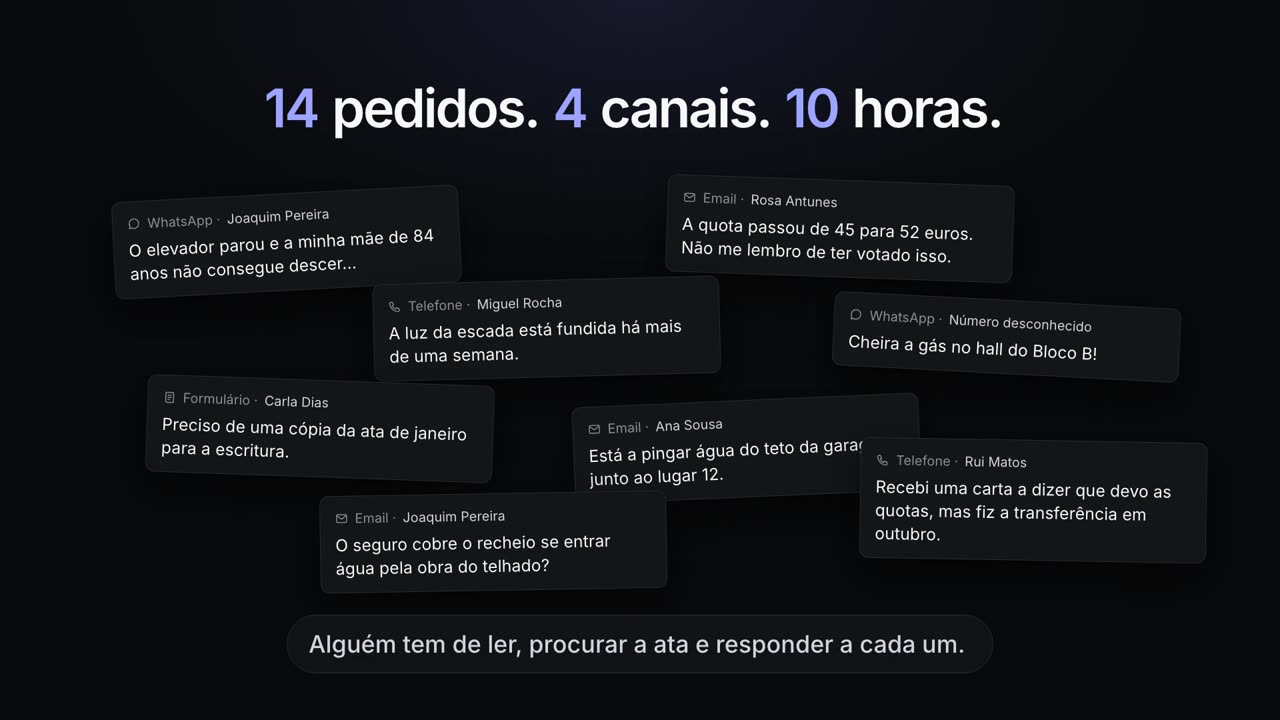 14 pedidos. 4 canais. 10 horas.
WhatsApp · Joaquim Pereira
O elevador parou e a minha mãe de 84
anos não consegue descer...
Email · Rosa Antunes
A quota passou de 45 para 52 euros.
Não me lembro de ter votado isso.
Telefone · Miguel Rocha
A luz da escada está fundida há mais
de uma semana.
WhatsApp · Número desconhecido
Cheira a gás no hall do Bloco B!
Formulário · Carla Dias
Preciso de uma cópia da ata de janeiro
para a escritura.
Email · Ana Sousa
Está a pingar água do teto da
junto ao lugar 12.
Telefone · Rui Matos
Recebi uma carta a dizer que devo as
quotas, mas fiz a transferência em
outubro.
Email · Joaquim Pereira
O seguro cobre o recheio se entrar
água pela obra do telhado?
Alguém tem de ler, procurar a ata e responder a cada um.